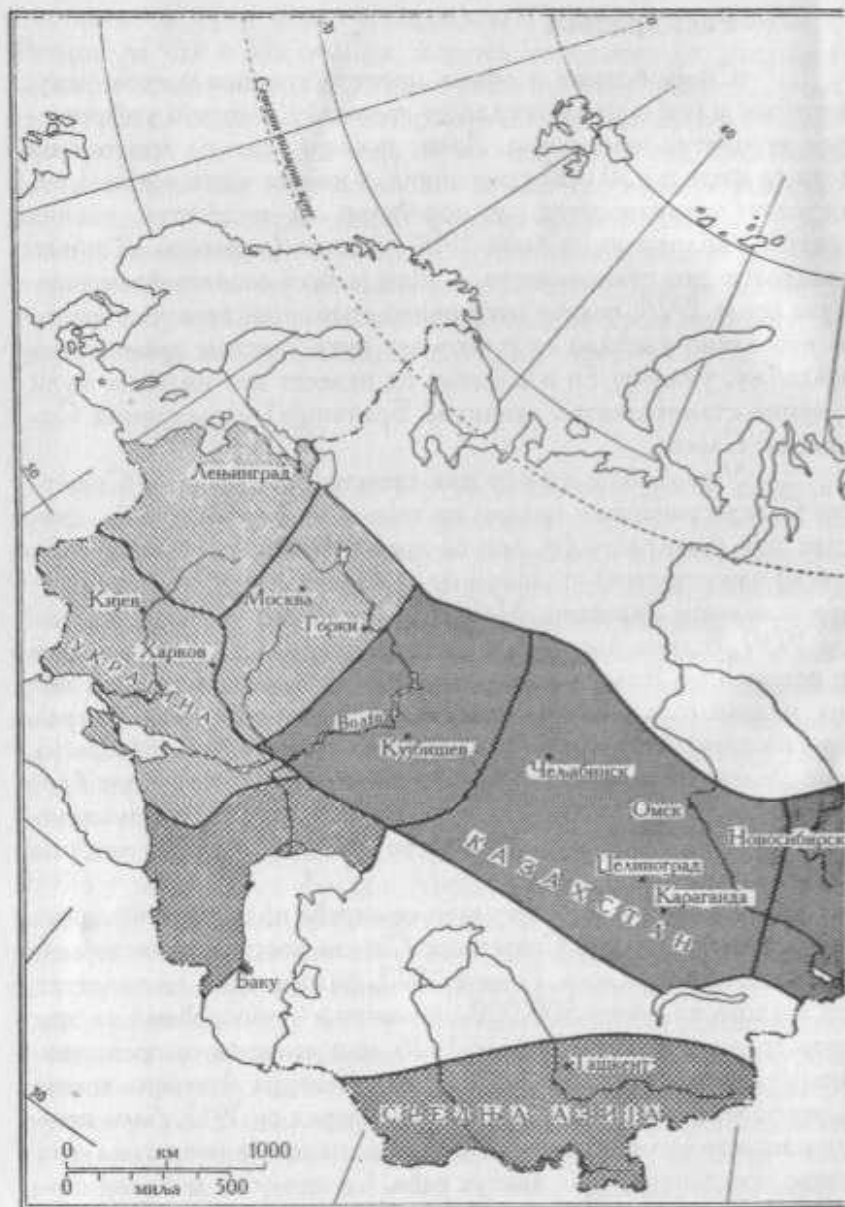 Северни поларни круг
Лењинград
Кијев
Москва
Горки
УКРАЈИНА
Харков
Волга
Кујбишев
Чељабинск
Омск
Новосибирск
КАЗАХСТАН
Целиноград
Караганда
Баку
Ташкент
СРЕДЊА АЗИЈА
0 км 1000
0 миља 500